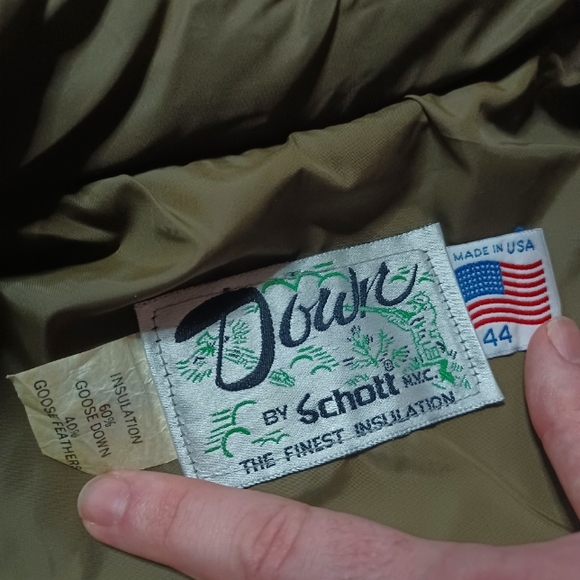 INSULATION
60%
GOOSE DOWN
40%
GOOSE FEATHERS
Down
BY Schott® N.Y.C.
THE FINEST INSULATION
MADE IN USA
44